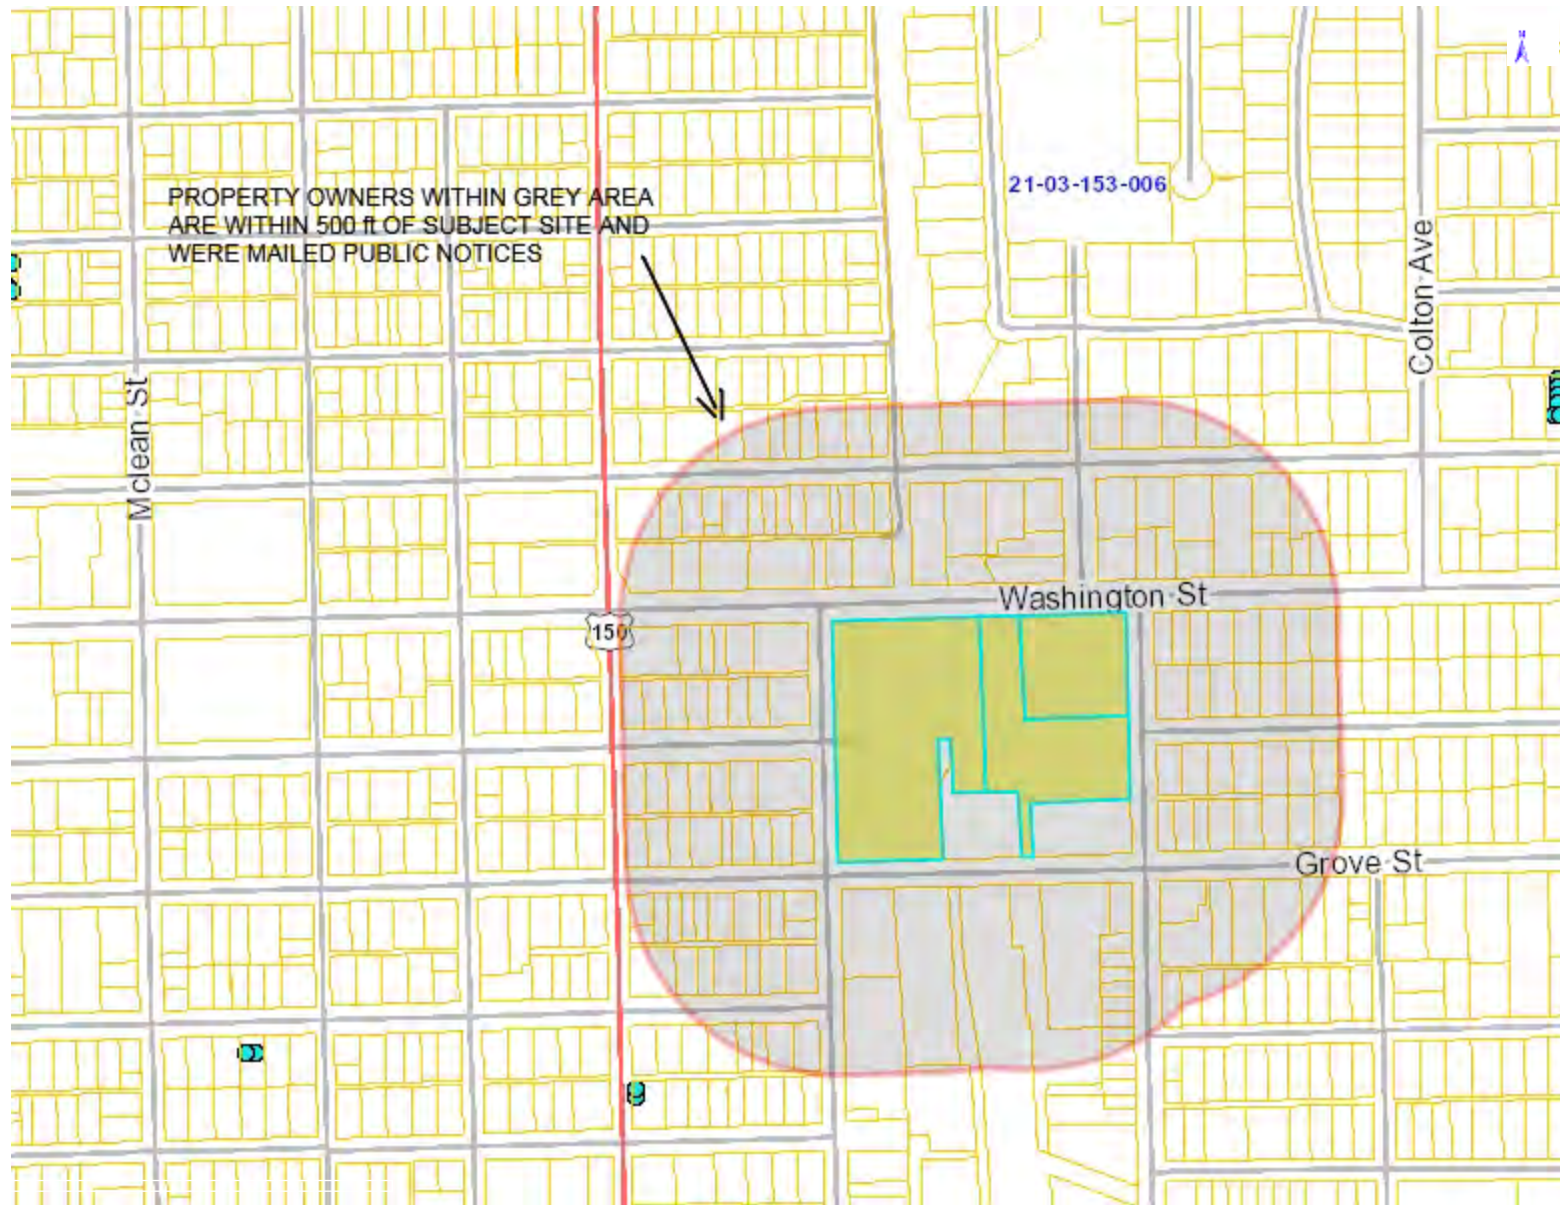 N
21-03-153-006
PROPERTY OWNERS WITHIN GREY AREA
ARE WITHIN 500 ft OF SUBJECT SITE AND
WERE MAILED PUBLIC NOTICES
Colton Ave
Mclean St
Washington St
150
Grove St